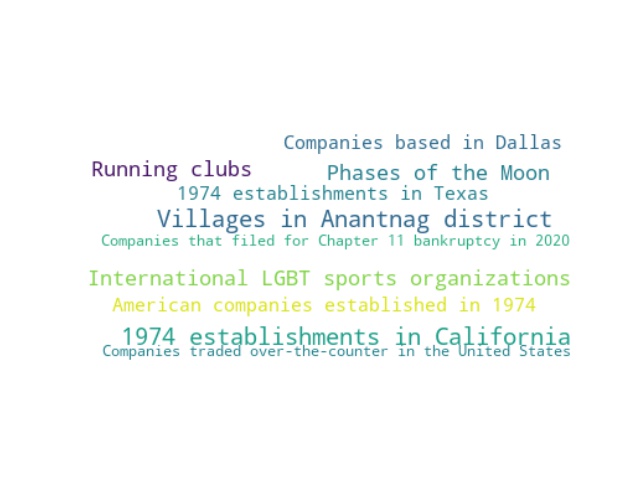 Companies based in Dallas
Running clubs
Phases of the Moon
1974 establishments in Texas
Villages in Anantnag district
Companies that filed for Chapter 11 bankruptcy in 2020
International LGBT sports organizations
American companies established in 1974
1974 establishments in California
Companies traded over-the-counter in the United States